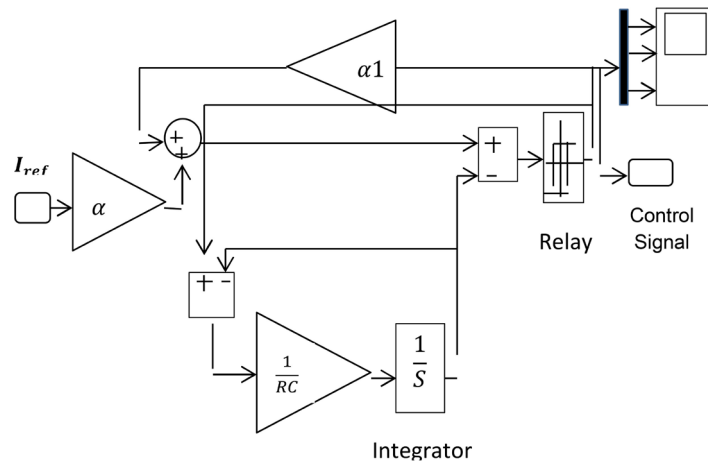 α1
+
+
I_ref
α
+
−
Relay
Control
Signal
+ −
1
RC
1
S
Integrator